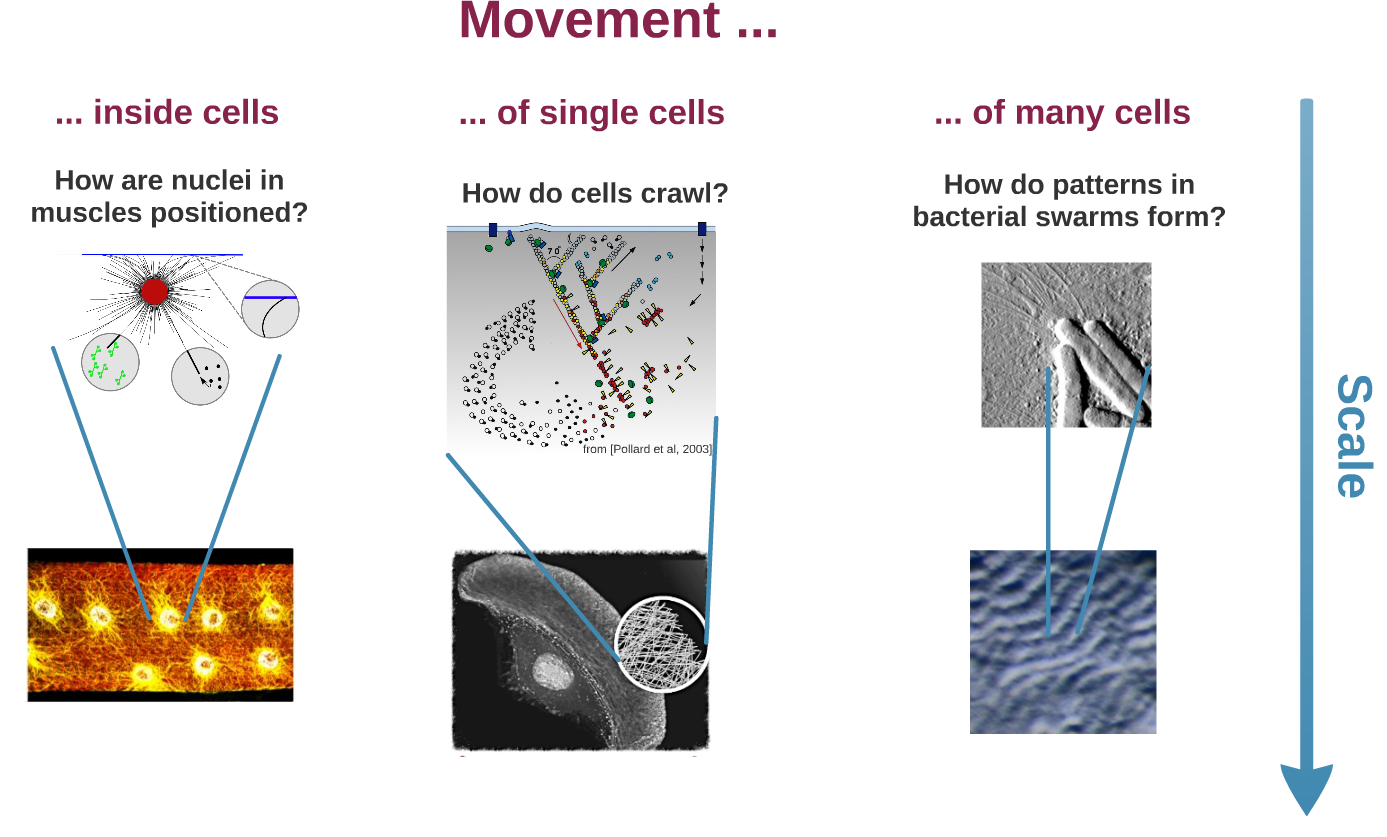 Movement ...
... inside cells
How are nuclei in
muscles positioned?
... of single cells
How do cells crawl?
70°
from [Pollard et al, 2003]
... of many cells
How do patterns in
bacterial swarms form?
Scale